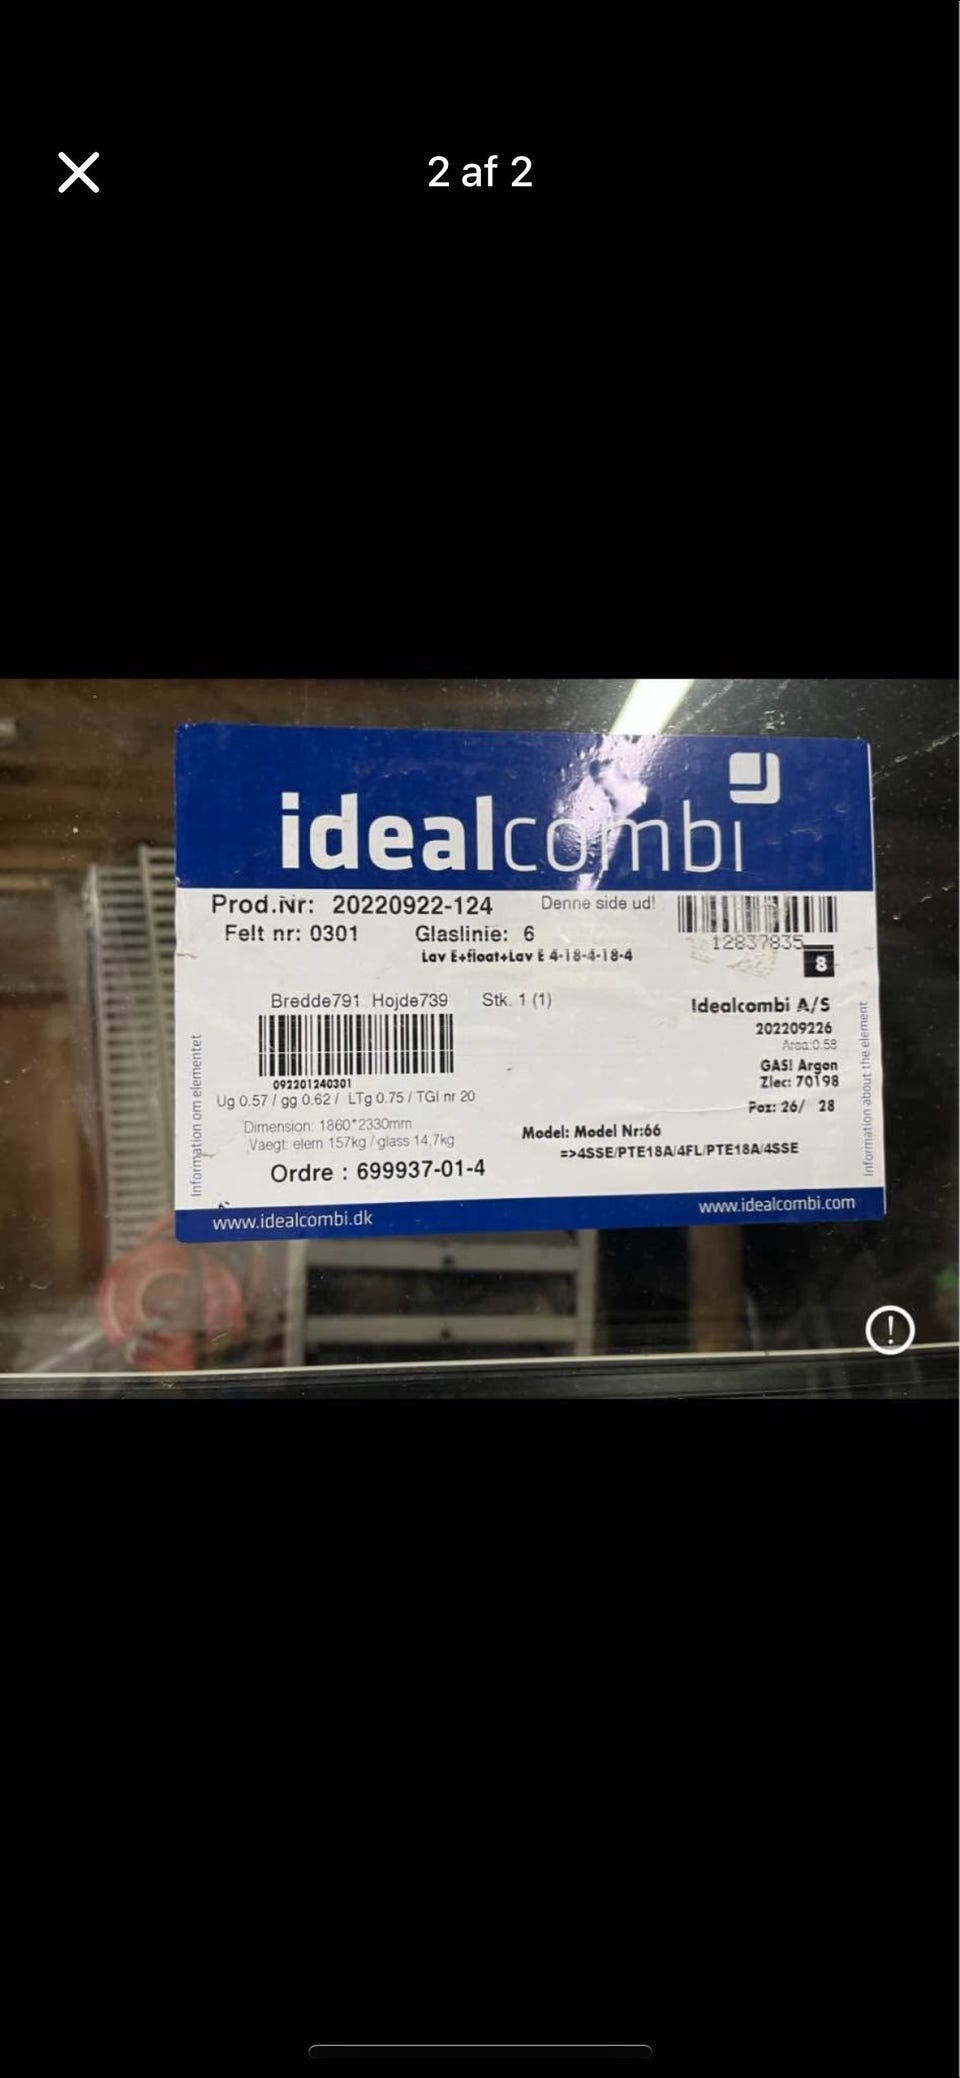 2 af 2
idealcombi
Prod.Nr: 20220922-124
Denne side ud!
Felt nr: 0301
Glaslinie: 6
Lav E+float+Lav E 4-18-4-18-4
12837835
8
Bredde791 Hojde739
Stk. 1 (1)
092201240301
Ug 0.57 / gg 0.62 / LTg 0.75 / TGI nr 20
Dimension: 1860*2330mm
Vaegt: elem 157kg / glass 14,7kg
Ordre : 699937-01-4
Idealcombi A/S
202209226
Area:0.58
GAS! Argon
Zlec: 70198
Poz: 26/ 28
Model: Model Nr:66
=>4SSE/PTE18A/4FL/PTE18A/4SSE
Information om elementet
Information about the element
www.idealcombi.dk
www.idealcombi.com